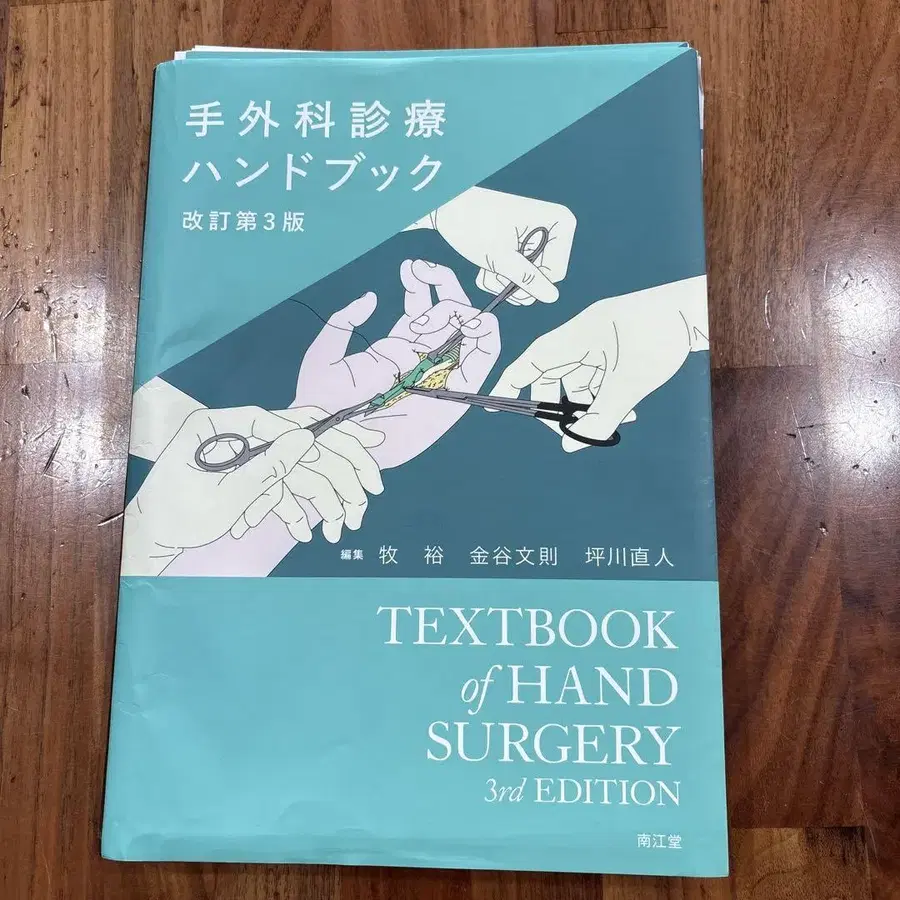 手外科診療
ハンドブック
改訂第3版
編集 牧 裕 金谷文則 坪川直人
TEXTBOOK
of HAND
SURGERY
3rd EDITION
南江堂